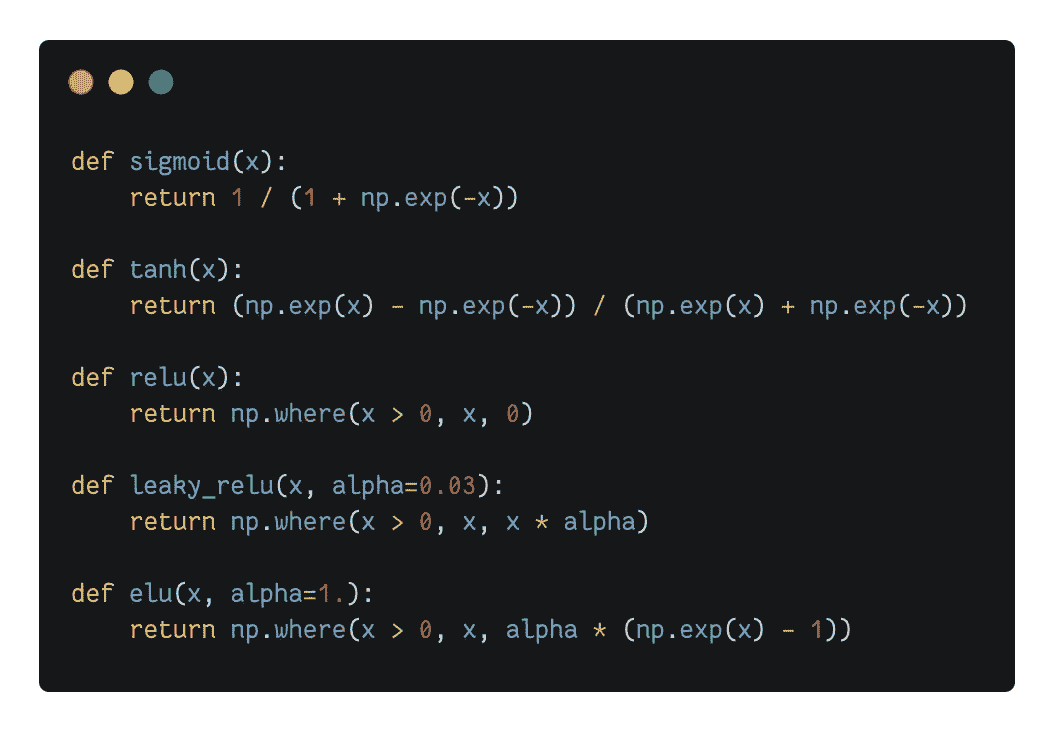 def sigmoid(x):
    return 1 / (1 + np.exp(-x))

def tanh(x):
    return (np.exp(x) - np.exp(-x)) / (np.exp(x) + np.exp(-x))

def relu(x):
    return np.where(x > 0, x, 0)

def leaky_relu(x, alpha=0.03):
    return np.where(x > 0, x, x * alpha)

def elu(x, alpha=1.):
    return np.where(x > 0, x, alpha * (np.exp(x) - 1))